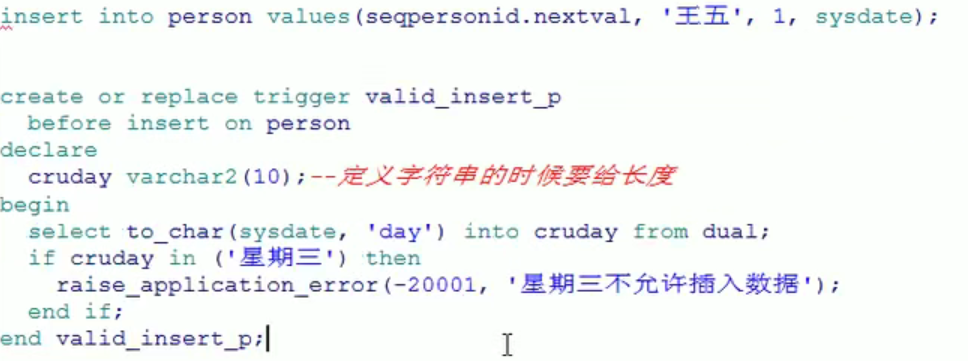 insert into person values(seqpersonid.nextval, '王五', 1, sysdate);
create or replace trigger valid_insert_p
before insert on person
declare
cruday varchar2(10);--定义字符串的时候要给长度
begin
select to_char(sysdate, 'day') into cruday from dual;
if cruday in ('星期三') then
raise_application_error(-20001, '星期三不允许插入数据');
end if;
end valid_insert_p;